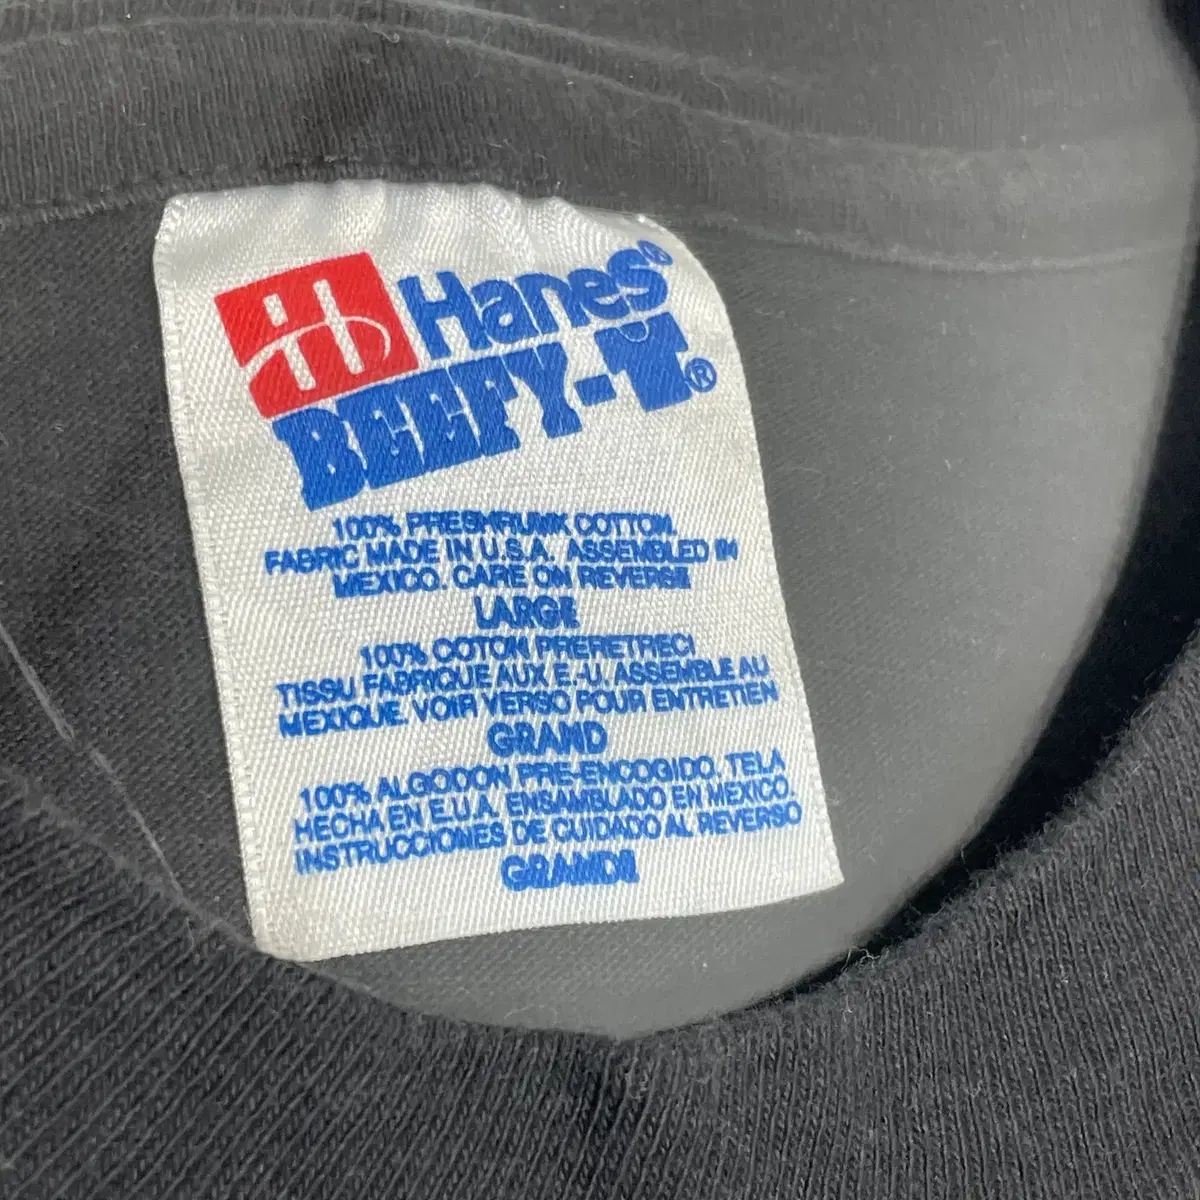 Hanes®
BEEFY-T®
100% PRESHRUNK COTTON.
FABRIC MADE IN U.S.A. ASSEMBLED IN
MEXICO. CARE ON REVERSE
LARGE
100% COTON PRERETRECI
TISSU FABRIQUE AUX E.-U. ASSEMBLE AU
MEXIQUE. VOIR VERSO POUR ENTRETIEN
GRAND
100% ALGODON PRE-ENCOGIDO. TELA
HECHA EN E.U.A. ENSAMBLADO EN MEXICO.
INSTRUCCIONES DE CUIDADO AL REVERSO
GRANDE